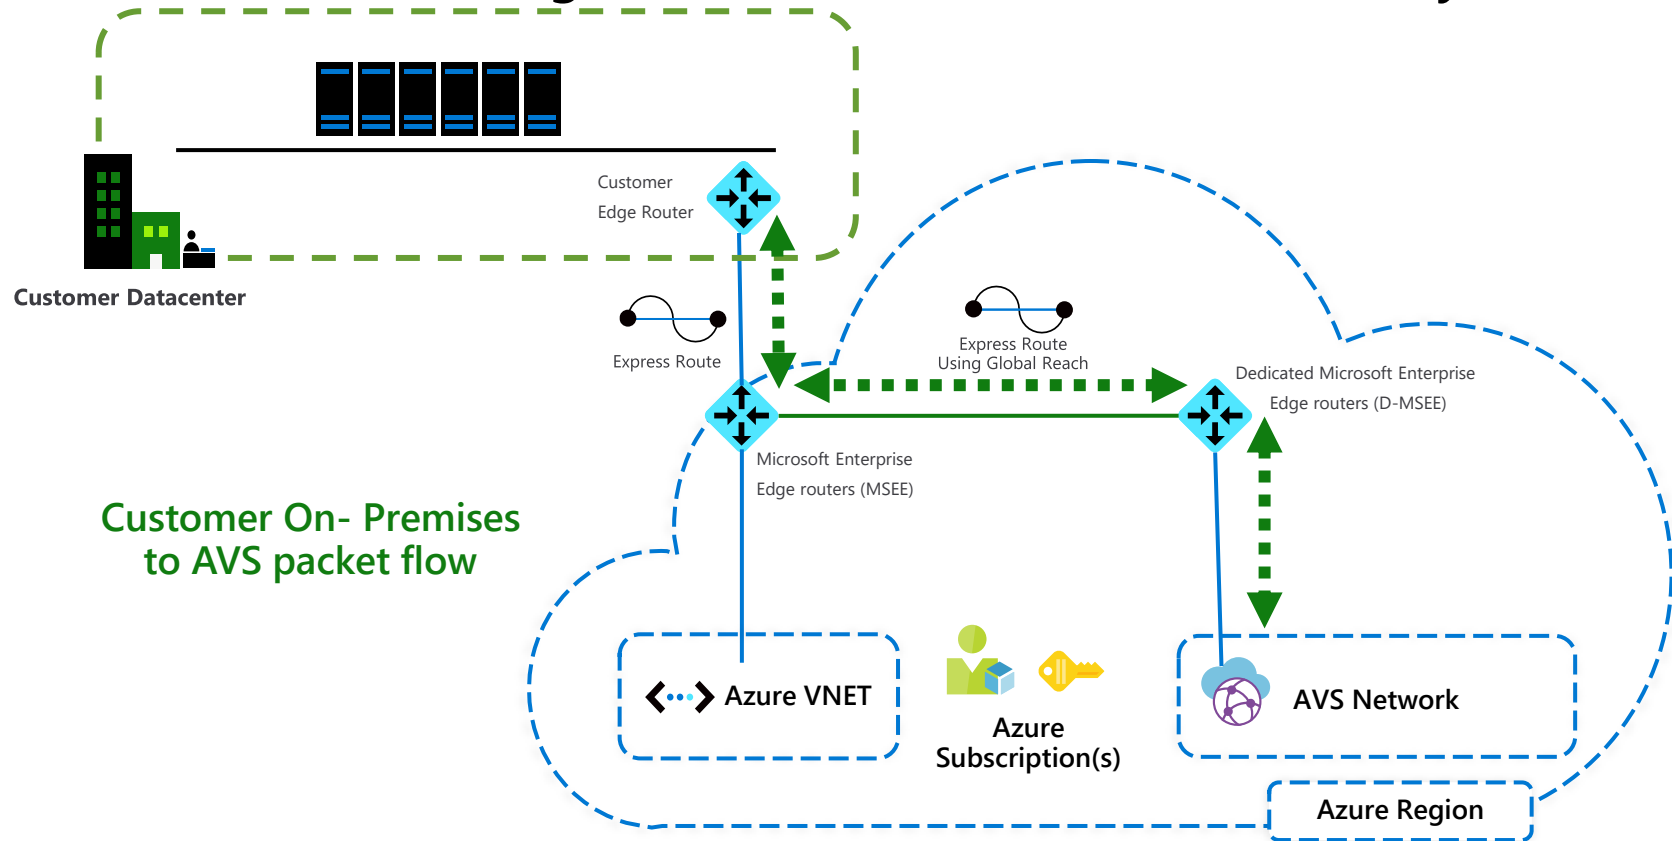 Customer
Edge Router
Customer Datacenter
Express Route
Express Route
Using Global Reach
Dedicated Microsoft Enterprise
Edge routers (D-MSEE)
Microsoft Enterprise
Edge routers (MSEE)
Customer On- Premises
to AVS packet flow
Azure VNET
Azure
Subscription(s)
AVS Network
Azure Region